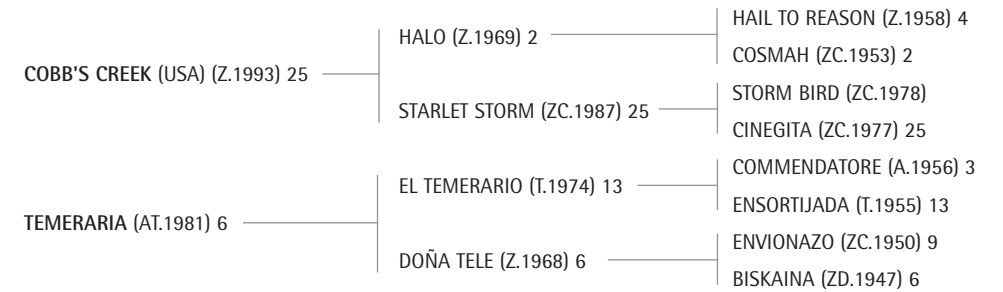 HAIL TO REASON (Z.1958) 4
HALO (Z.1969) 2
COSMAH (ZC.1953) 2
COBB'S CREEK (USA) (Z.1993) 25
STORM BIRD (ZC.1978)
STARLET STORM (ZC.1987) 25
CINEGITA (ZC.1977) 25
COMMENDATORE (A.1956) 3
EL TEMERARIO (T.1974) 13
ENSORTIJADA (T.1955) 13
TEMERARIA (AT.1981) 6
ENVIONAZO (ZC.1950) 9
DOÑA TELE (Z.1968) 6
BISKAINA (ZD.1947) 6